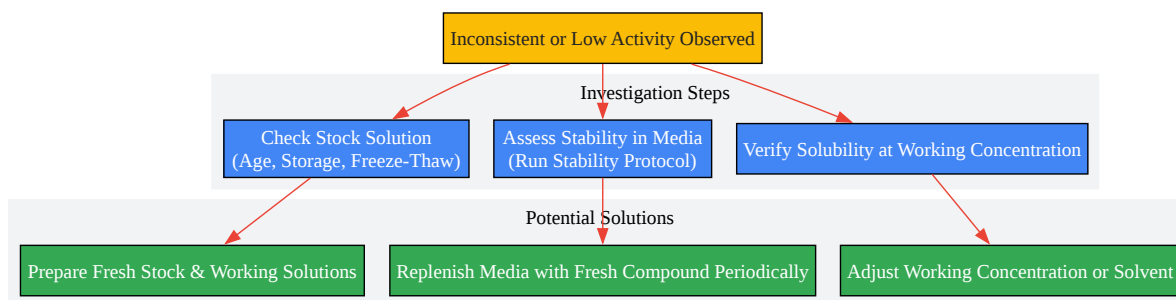 Inconsistent or Low Activity Observed
Investigation Steps
Check Stock Solution
(Age, Storage, Freeze-Thaw)
Assess Stability in Media
(Run Stability Protocol)
Verify Solubility at Working Concentration
Potential Solutions
Prepare Fresh Stock & Working Solutions
Replenish Media with Fresh Compound Periodically
Adjust Working Concentration or Solvent